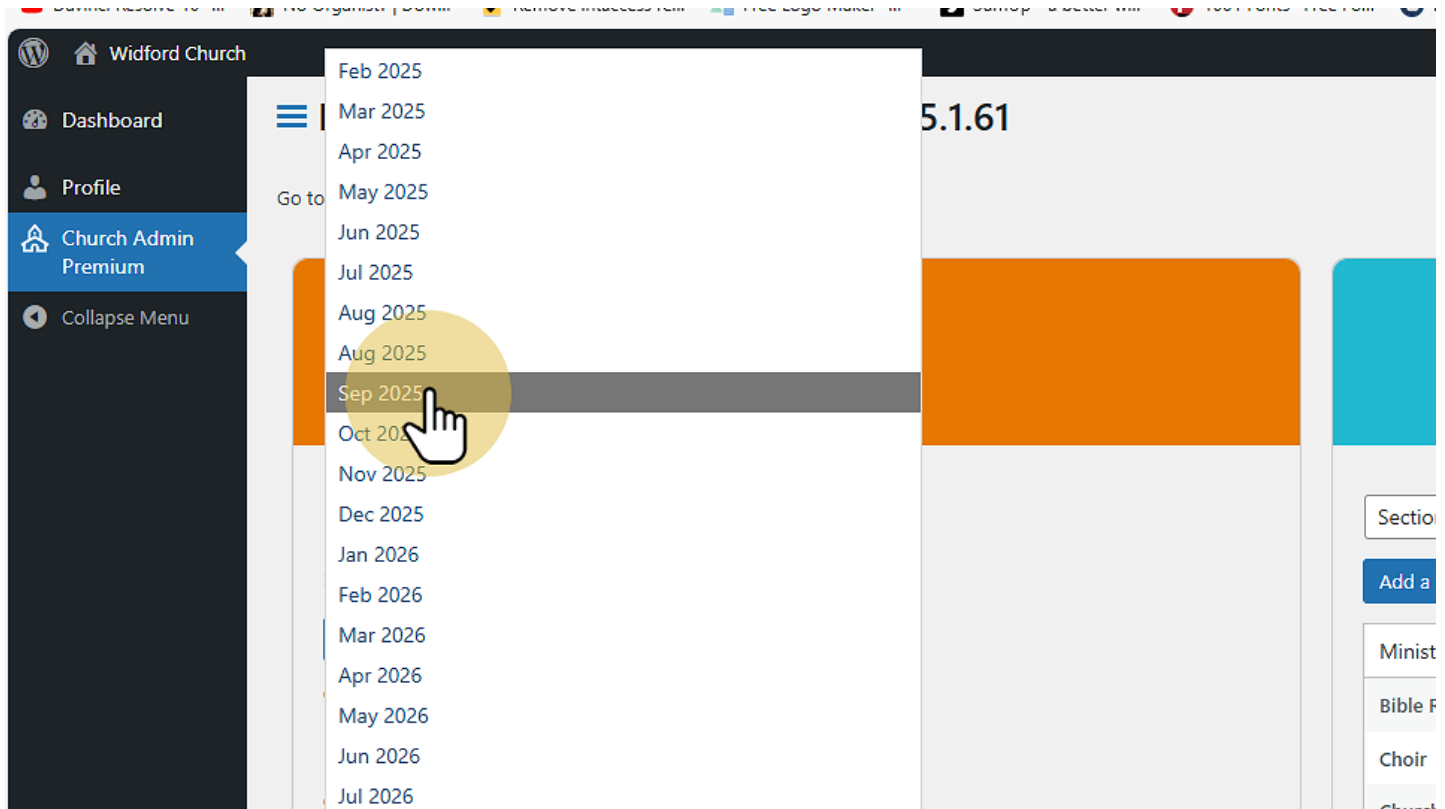 Widford Church
Dashboard
Profile
Church Admin
Premium
Collapse Menu
5.1.61
Go to
Feb 2025
Mar 2025
Apr 2025
May 2025
Jun 2025
Jul 2025
Aug 2025
Aug 2025
Sep 2025
Oct 202
Nov 2025
Dec 2025
Jan 2026
Feb 2026
Mar 2026
Apr 2026
May 2026
Jun 2026
Jul 2026
Section
Add a
Minist
Bible R
Choir